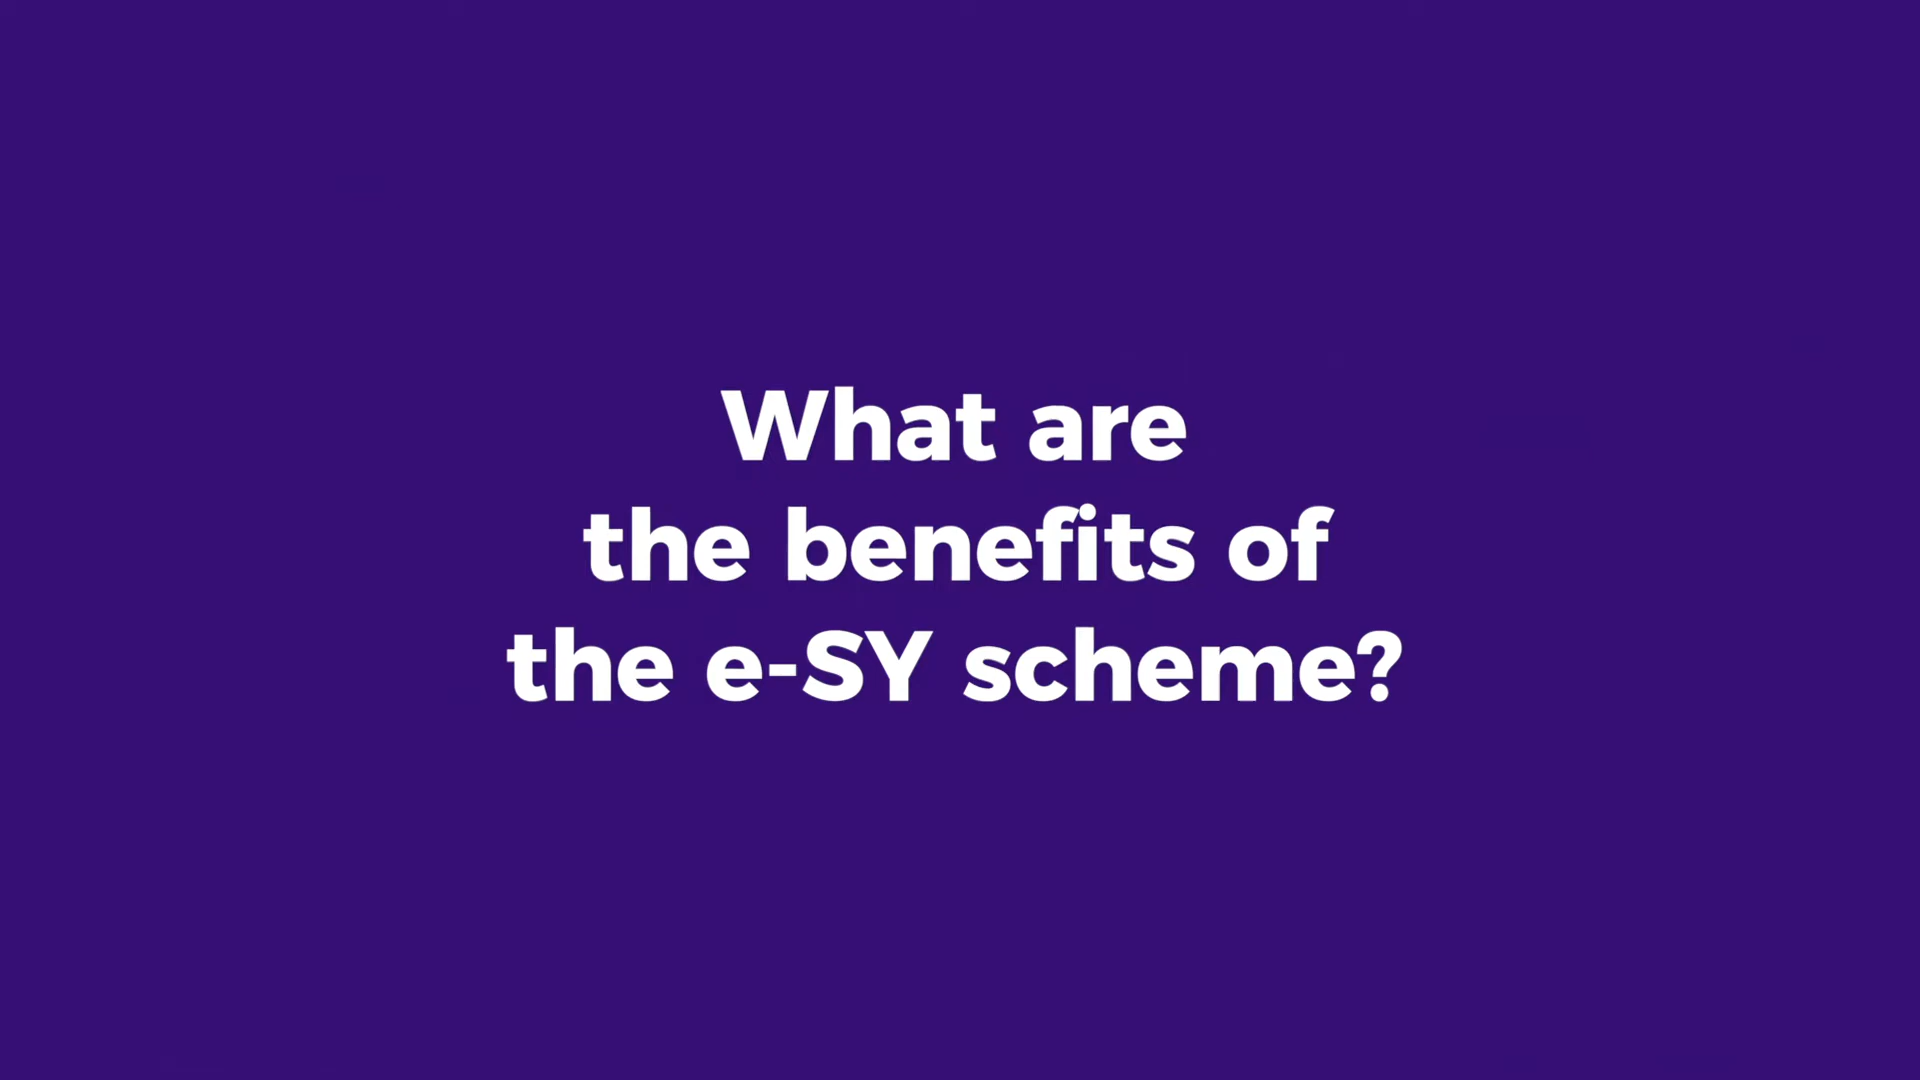 What are
the benefits of
the e-SY scheme?